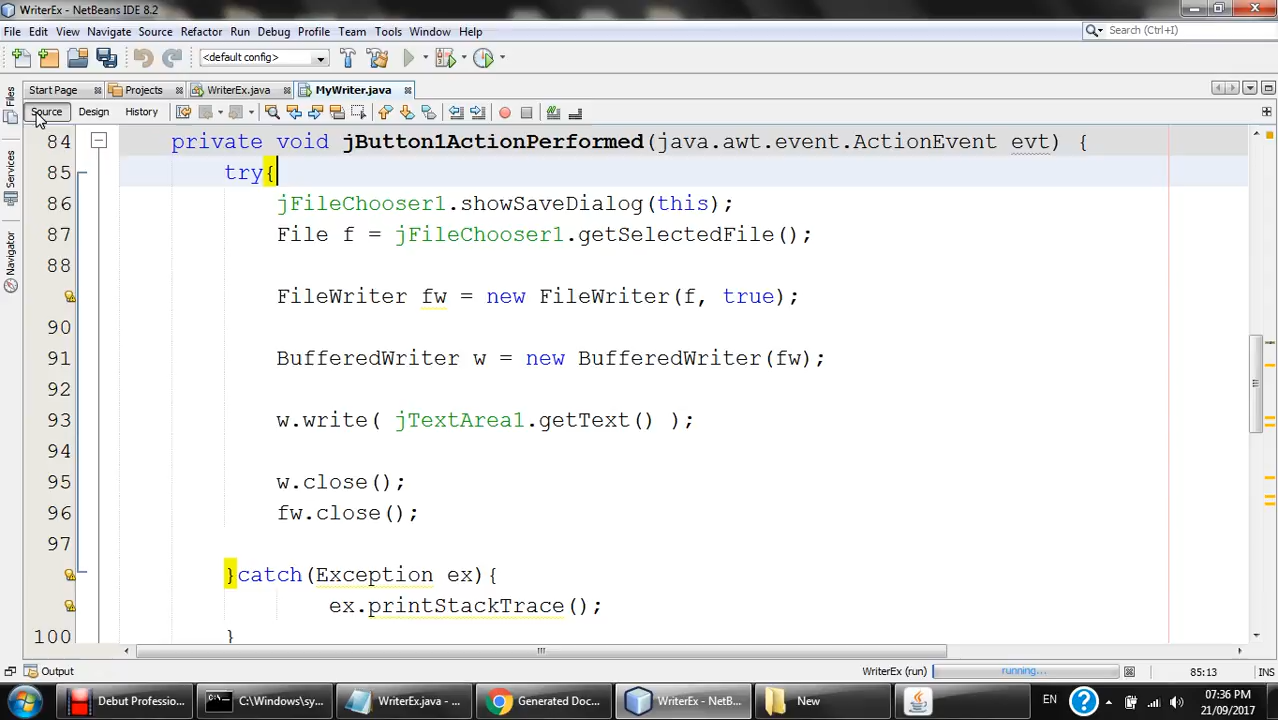 WriterEx - NetBeans IDE 8.2
File Edit View Navigate Source Refactor Run Debug Profile Team Tools Window Help
Search (Ctrl+I)
<default config>
Files
Services
Navigator
Start Page Projects WriterEx.java MyWriter.java
Source Design History
84 private void jButton1ActionPerformed(java.awt.event.ActionEvent evt) {
85 try{
86 jFileChooser1.showSaveDialog(this);
87 File f = jFileChooser1.getSelectedFile();
88
FileWriter fw = new FileWriter(f, true);
90
91 BufferedWriter w = new BufferedWriter(fw);
92
93 w.write( jTextArea1.getText() );
94
95 w.close();
96 fw.close();
97
}catch(Exception ex){
ex.printStackTrace();
100 }
Output
WriterEx (run) running... 85:13 INS
Debut Professio... C:\Windows\sy... WriterEx.java - ... Generated Doc... WriterEx - NetB... New EN 07:36 PM
21/09/2017